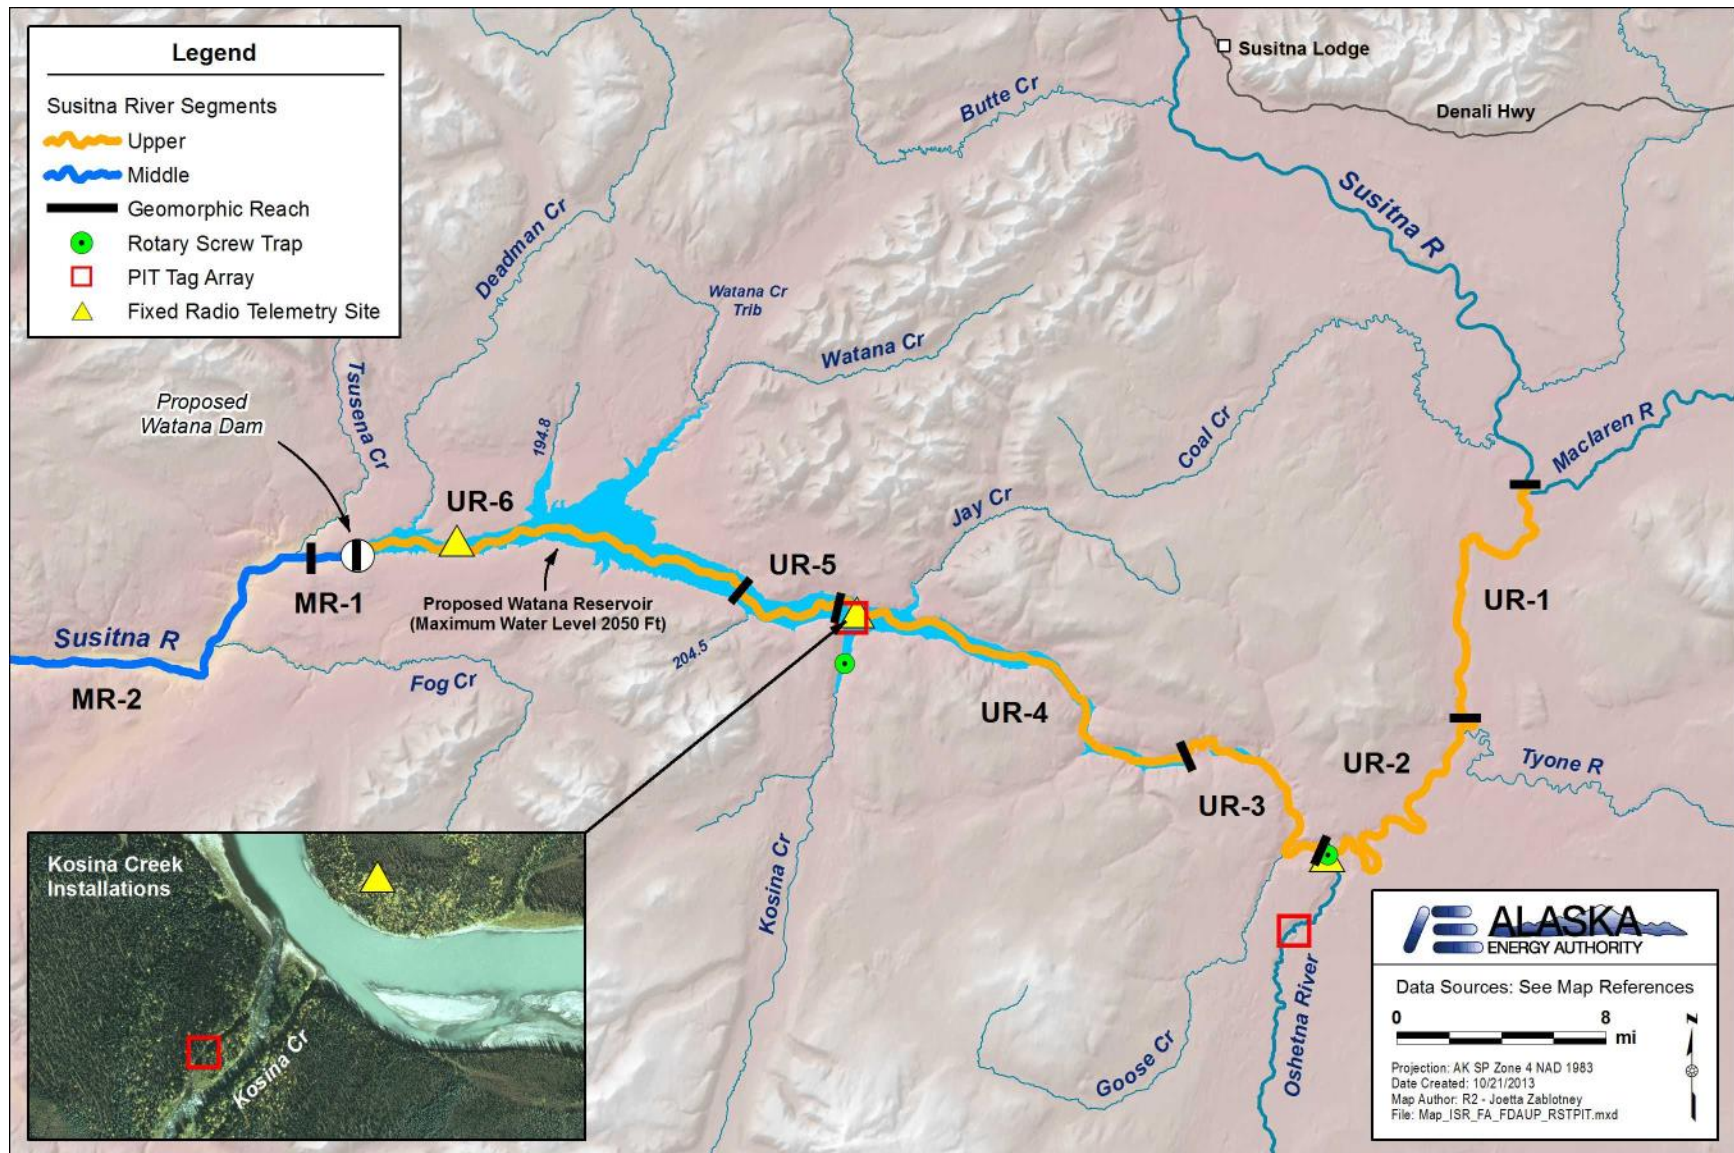 Legend
Susitna River Segments
Upper
Middle
Geomorphic Reach
Rotary Screw Trap
PIT Tag Array
Fixed Radio Telemetry Site
Susitna Lodge
Denali Hwy
Butte Cr
Susitna R
Deadman Cr
Watana Cr
Trib
Watana Cr
Tsusena Cr
Proposed
Watana Dam
194.8
Coal Cr
Maclaren R
UR-6
Jay Cr
UR-5
MR-1
Proposed Watana Reservoir
(Maximum Water Level 2050 Ft)
UR-1
Susitna R
204.5
MR-2
Fog Cr
UR-4
UR-2
Tyone R
UR-3
Kosina Cr
Kosina Creek
Installations
Kosina Cr
Goose Cr
Oshetna River
ALASKA
ENERGY AUTHORITY
Data Sources: See Map References
0 8
mi
N
Projection: AK SP Zone 4 NAD 1983
Date Created: 10/21/2013
Map Author: R2 - Joetta Zablotney
File: Map_ISR_FA_FDAUP_RSTPIT.mxd